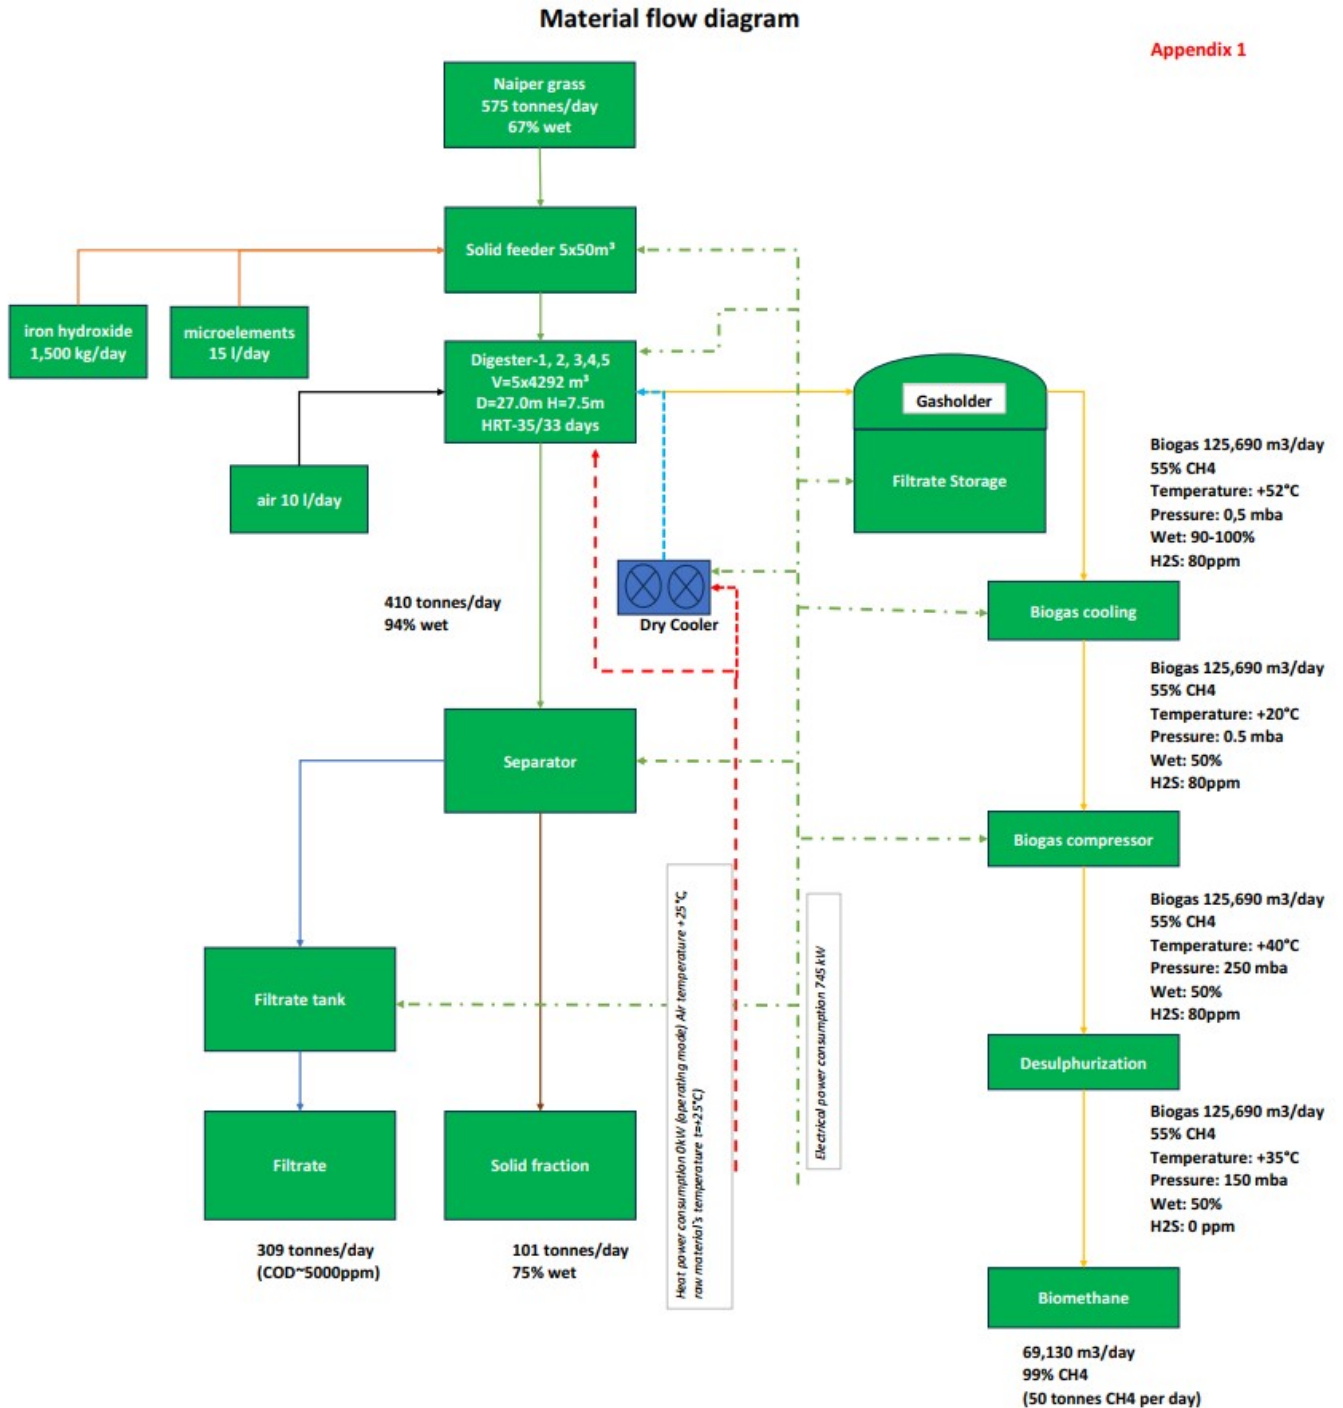 Material flow diagram
Appendix 1
Naiper grass
575 tonnes/day
67% wet
Solid feeder 5x50m³
iron hydroxide
1,500 kg/day
microelements
15 l/day
Digester-1, 2, 3,4,5
V=5x4292 m³
D=27.0m H=7.5m
HRT-35/33 days
air 10 l/day
Gasholder
Filtrate Storage
Biogas 125,690 m3/day
55% CH4
Temperature: +52°C
Pressure: 0,5 mba
Wet: 90-100%
H2S: 80ppm
Dry Cooler
410 tonnes/day
94% wet
Biogas cooling
Biogas 125,690 m3/day
55% CH4
Temperature: +20°C
Pressure: 0.5 mba
Wet: 50%
H2S: 80ppm
Separator
Biogas compressor
Biogas 125,690 m3/day
55% CH4
Temperature: +40°C
Pressure: 250 mba
Wet: 50%
H2S: 80ppm
Heat power consumption 0kW (operating mode) Air temperature +25°C,
raw material's temperature t=+25°C)
Electrical power consumption 745 kW
Filtrate tank
Desulphurization
Biogas 125,690 m3/day
55% CH4
Temperature: +35°C
Pressure: 150 mba
Wet: 50%
H2S: 0 ppm
Filtrate
Solid fraction
309 tonnes/day
(COD~5000ppm)
101 tonnes/day
75% wet
Biomethane
69,130 m3/day
99% CH4
(50 tonnes CH4 per day)